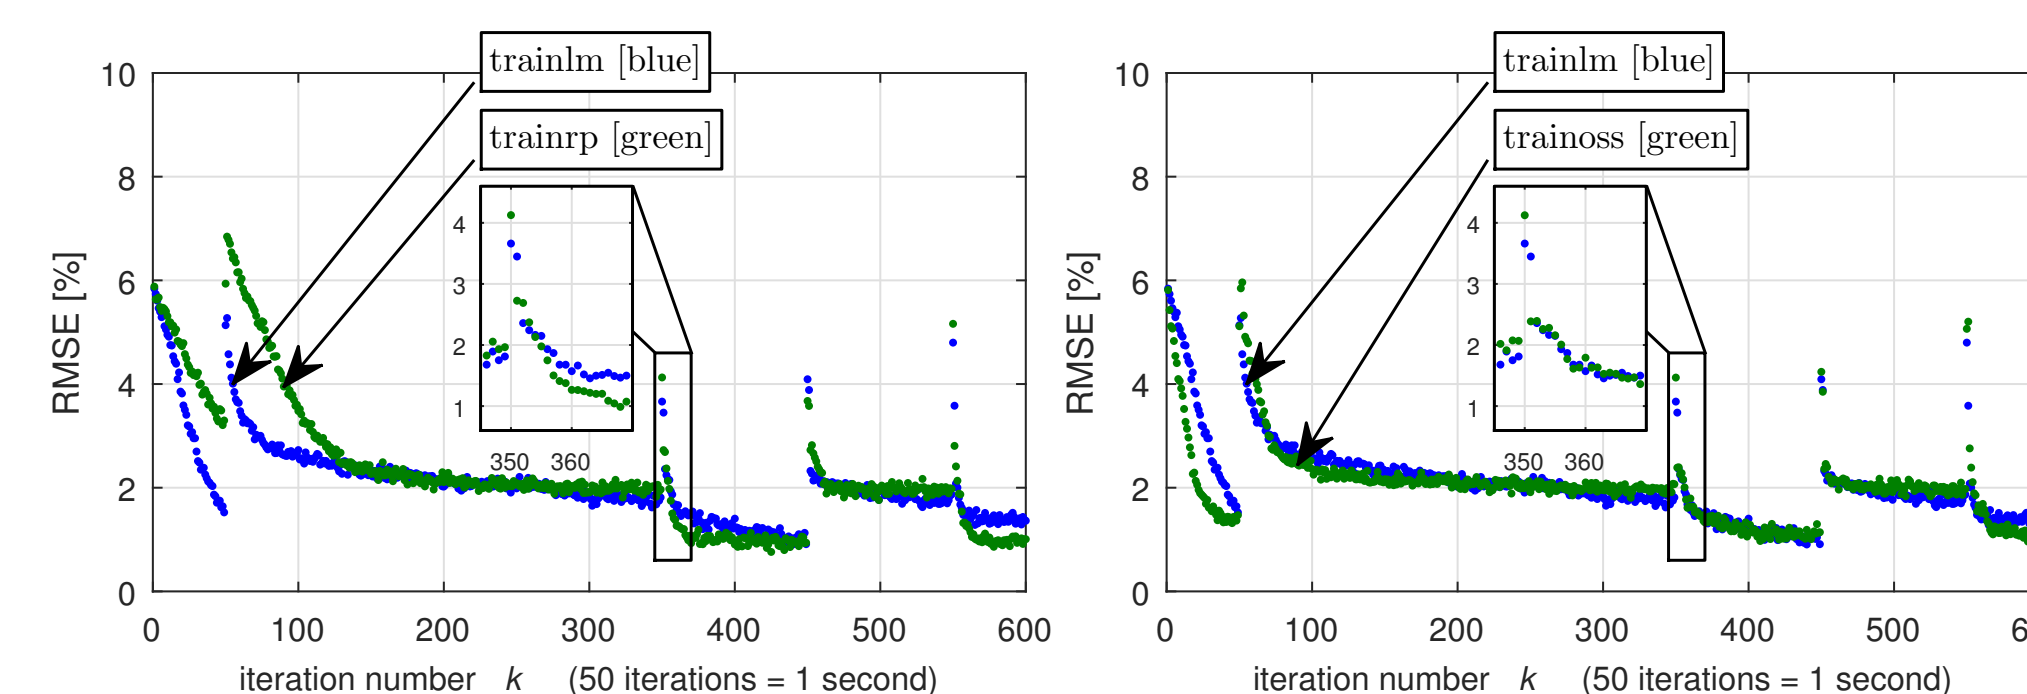 trainlm [blue]
trainrp [green]
10
8
6
4
2
0
RMSE [%]
4
3
2
1
350 360
0 100 200 300 400 500 600
iteration number k (50 iterations = 1 second)
trainlm [blue]
trainoss [green]
10
8
6
4
2
0
RMSE [%]
4
3
2
1
350 360
0 100 200 300 400 500 6
iteration number k (50 iterations = 1 second)